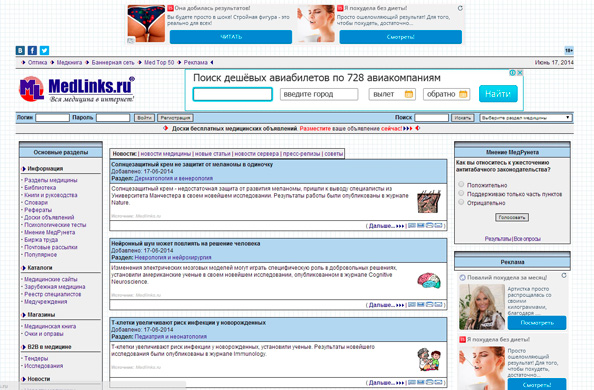 Она добилась результатов!
Вы будете просто в шоке! Стройная фигура - это реально для всех!
ЧИТАТЬ
Я похудела без диеты!
Просто ошеломляющий результат! Для того, чтобы похудеть, достаточно...
Смотреть!
18+
Оптика Медкнига Баннерная сеть Med Top 50 Реклама
Июнь 17, 2014
MedLinks.ru
Вся медицина в интернет!
Поиск дешёвых авиабилетов по 728 авиакомпаниям
введите город
вылет
обратно
Найти
Логин Пароль Войти Регистрация
Поиск Искать Выберите раздел медицины
Доски бесплатных медицинских объявлений. Разместите ваше объявление сейчас!
Основные разделы
Информация
Разделы медицины
Библиотека
Книги и руководства
Словари
Рефераты
Доски объявлений
Психологические тесты
Мнение МедРунета
Биржа труда
Почтовые рассылки
Популярное
Каталоги
Медицинские сайты
Зарубежная медицина
Реестр специалистов
Медучреждения
Магазины
Медицинская книга
Очки и оправы
B2B в медицине
Тендеры
Исследования
Новости
Новости: | новости медицины | новые статьи | новости сервера | пресс-релизы | советы
Солнцезащитный крем не защитит от меланомы в одиночку
Добавлено: 17-06-2014
Раздел: Дерматология и венерология
Солнцезащитный крем - недостаточная защита от развития меланомы, пришли к выводу специалисты из
Университета Манчестера в своем новейшем исследовании. Результаты работы были опубликованы в журнале
Nature.
Источник: Medlinks.ru
( Дальше...
Нейронный шум может повлиять на решение человека
Добавлено: 17-06-2014
Раздел: Неврология и нейрохирургия
Изменения электрических мозговых моделей могут играть специфическую роль в добровольных решениях,
установили американские ученые в своем новейшем исследовании, опубликованном в журнале Cognitive
Neuroscience.
Источник: Medlinks.ru
( Дальше...
Т-клетки увеличивают риск инфекции у новорожденных
Добавлено: 17-06-2014
Раздел: Педиатрия и неонатология
Т-клетки увеличивают риск инфекции у новорожденных, установили ученые. Результаты новейшего
исследования были опубликованы в журнале Immunology.
Источник: Medlinks.ru
( Дальше...
Мнение МедРунета
Как вы относитесь к ужесточению
антитабачного законодательства?
Положительно
Поддерживаю только часть пунктов
Отрицательно
Голосовать
Результаты | Все опросы
Реклама
Повалий похудела за месяц!
Артистка просто
распрощалась со
своими
килограммами,
благодаря ...
Посмотреть
Я похудела без диеты!
Просто
ошеломляющий
результат! Для
того, чтобы
похудеть,
достаточно...